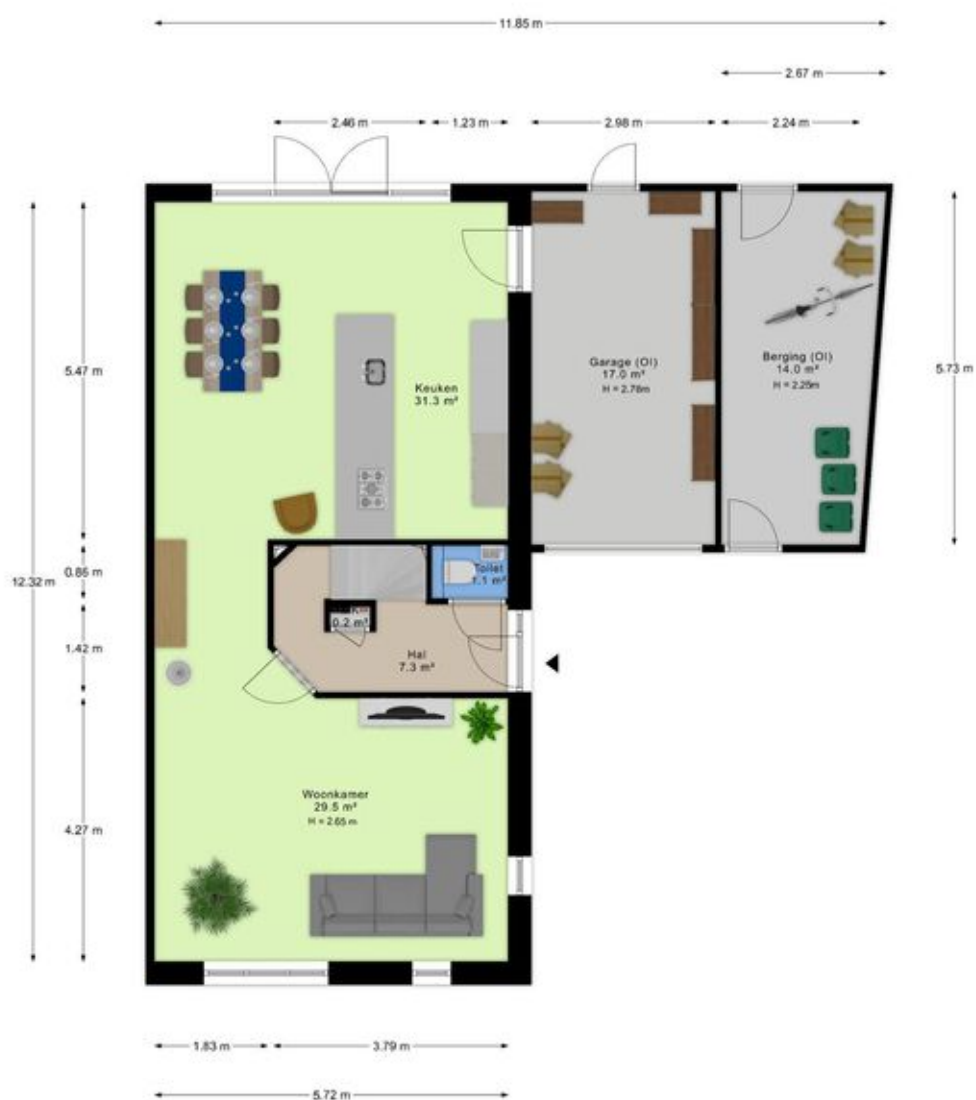 11.85 m
2.67 m
2.46 m
1.23 m
2.98 m
2.24 m
5.47 m
Keuken
31.3 m²
Garage (OI)
17.0 m²
H = 2.78m
Berging (OI)
14.0 m²
H = 2.25m
5.73 m
12.32 m
0.85 m
Toilet
1.1 m²
0.2 m²
1.42 m
Hal
7.3 m²
Woonkamer
29.5 m²
H = 2.65 m
4.27 m
1.83 m
3.79 m
5.72 m